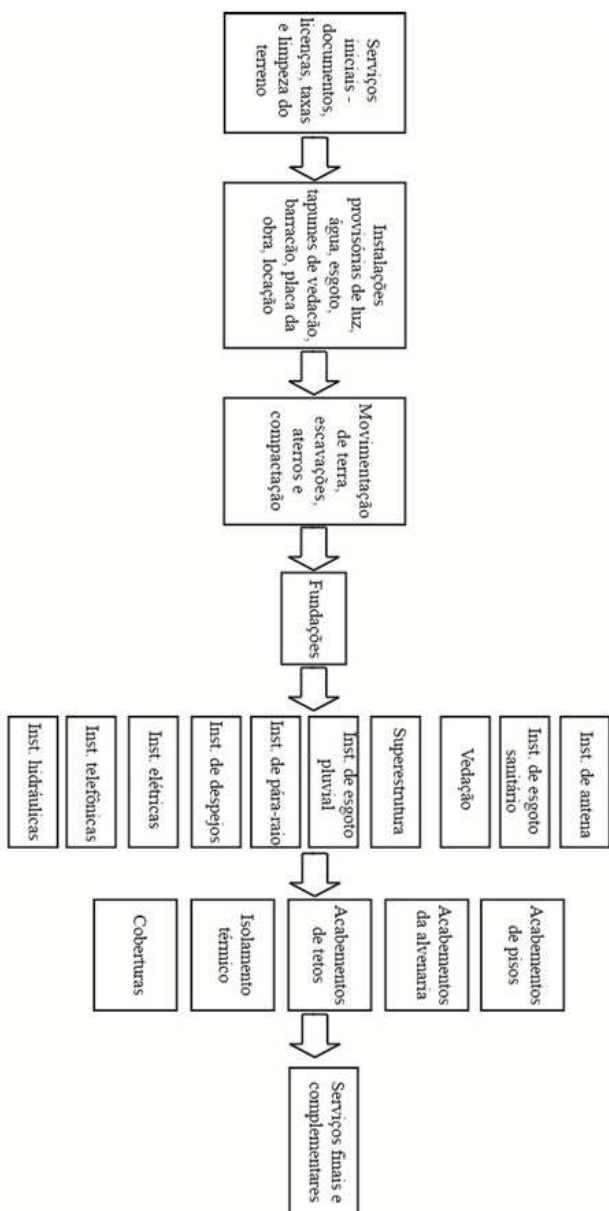 Serviços
iniciais -
documentos,
licenças, taxas
e limpeza do
terreno
Instalações
provisórias de luz,
água, esgoto,
tapumes de vedação,
barracão, placa da
obra, locação
Movimentação
de terra,
escavações,
aterros e
compactação
Fundações
Inst. de antena
Inst. de esgoto
sanitário
Vedação
Superestrutura
Inst. de esgoto
pluvial
Inst. de pára-raio
Inst. de despejos
Inst. elétricas
Inst. telefônicas
Inst. hidráulicas
Acabementos
de pisos
Acabementos
da alvenaria
Acabementos
de tetos
Isolamento
térmico
Coberturas
Serviços finais e
complementares